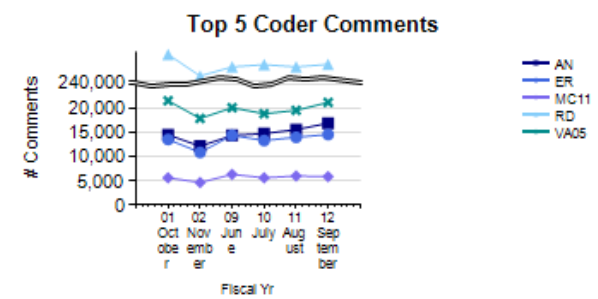 Top 5 Coder Comments
# Comments
240,000
20,000
15,000
10,000
5,000
0
01
Oct
obe
r
02
Nov
emb
er
09
Jun
e
10
July
11
Aug
ust
12
Sep
tem
ber
Fiscal Yr
AN
ER
MC11
RD
VA05